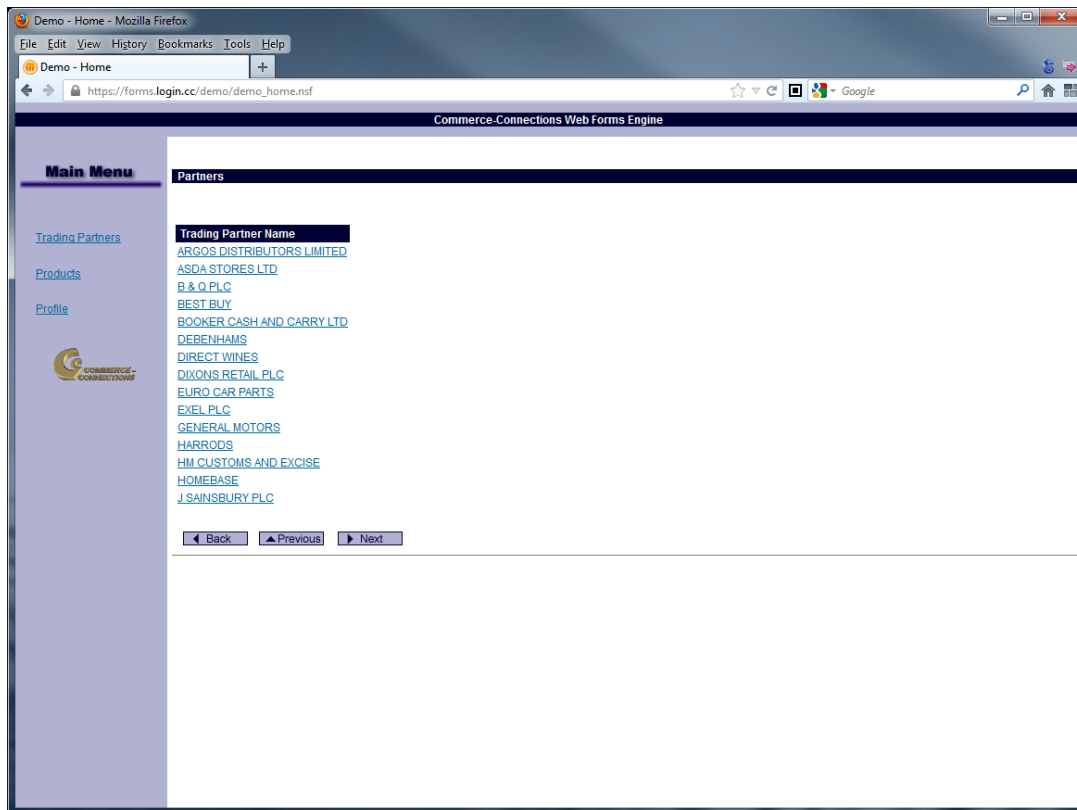 Demo - Home - Mozilla Firefox
File Edit View History Bookmarks Tools Help
Demo - Home
https://forms.login.cc/demo/demo_home.nsf
Google
Commerce-Connections Web Forms Engine
Main Menu
Partners
Trading Partners
Products
Profile
COMMERCE-
CONNECTIONS
Trading Partner Name
ARGOS DISTRIBUTORS LIMITED
ASDA STORES LTD
B & Q PLC
BEST BUY
BOOKER CASH AND CARRY LTD
DEBENHAMS
DIRECT WINES
DIXONS RETAIL PLC
EURO CAR PARTS
EXEL PLC
GENERAL MOTORS
HARRODS
HM CUSTOMS AND EXCISE
HOMEBASE
J SAINSBURY PLC
Back Previous Next